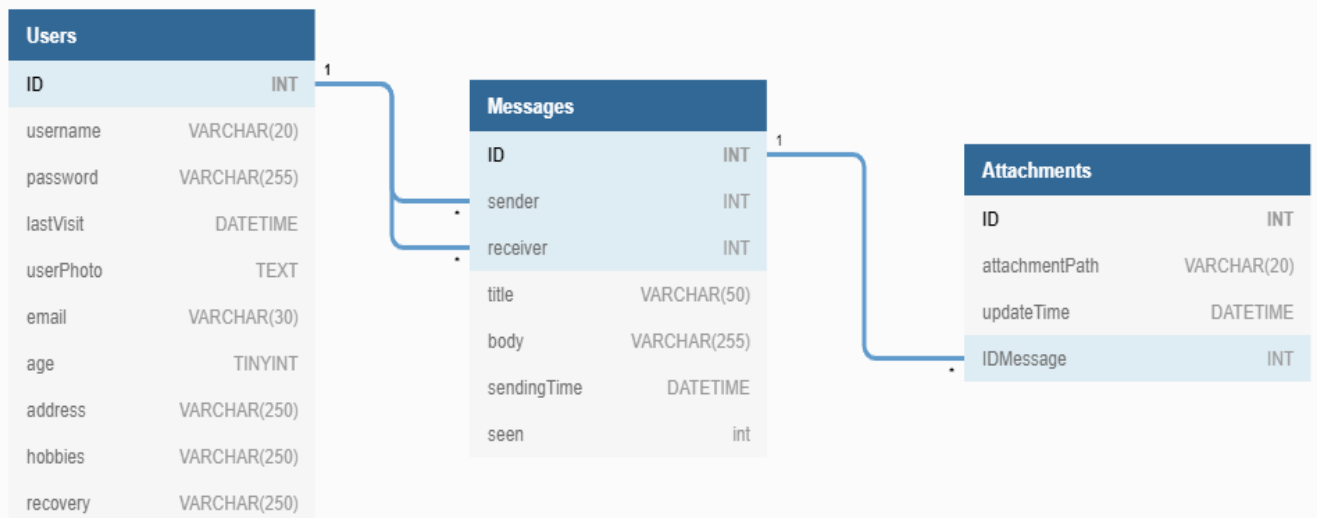 Users
ID INT
username VARCHAR(20)
password VARCHAR(255)
lastVisit DATETIME
userPhoto TEXT
email VARCHAR(30)
age TINYINT
address VARCHAR(250)
hobbies VARCHAR(250)
recovery VARCHAR(250)
1
*
*
Messages
ID INT
sender INT
receiver INT
title VARCHAR(50)
body VARCHAR(255)
sendingTime DATETIME
seen int
1
*
Attachments
ID INT
attachmentPath VARCHAR(20)
updateTime DATETIME
IDMessage INT